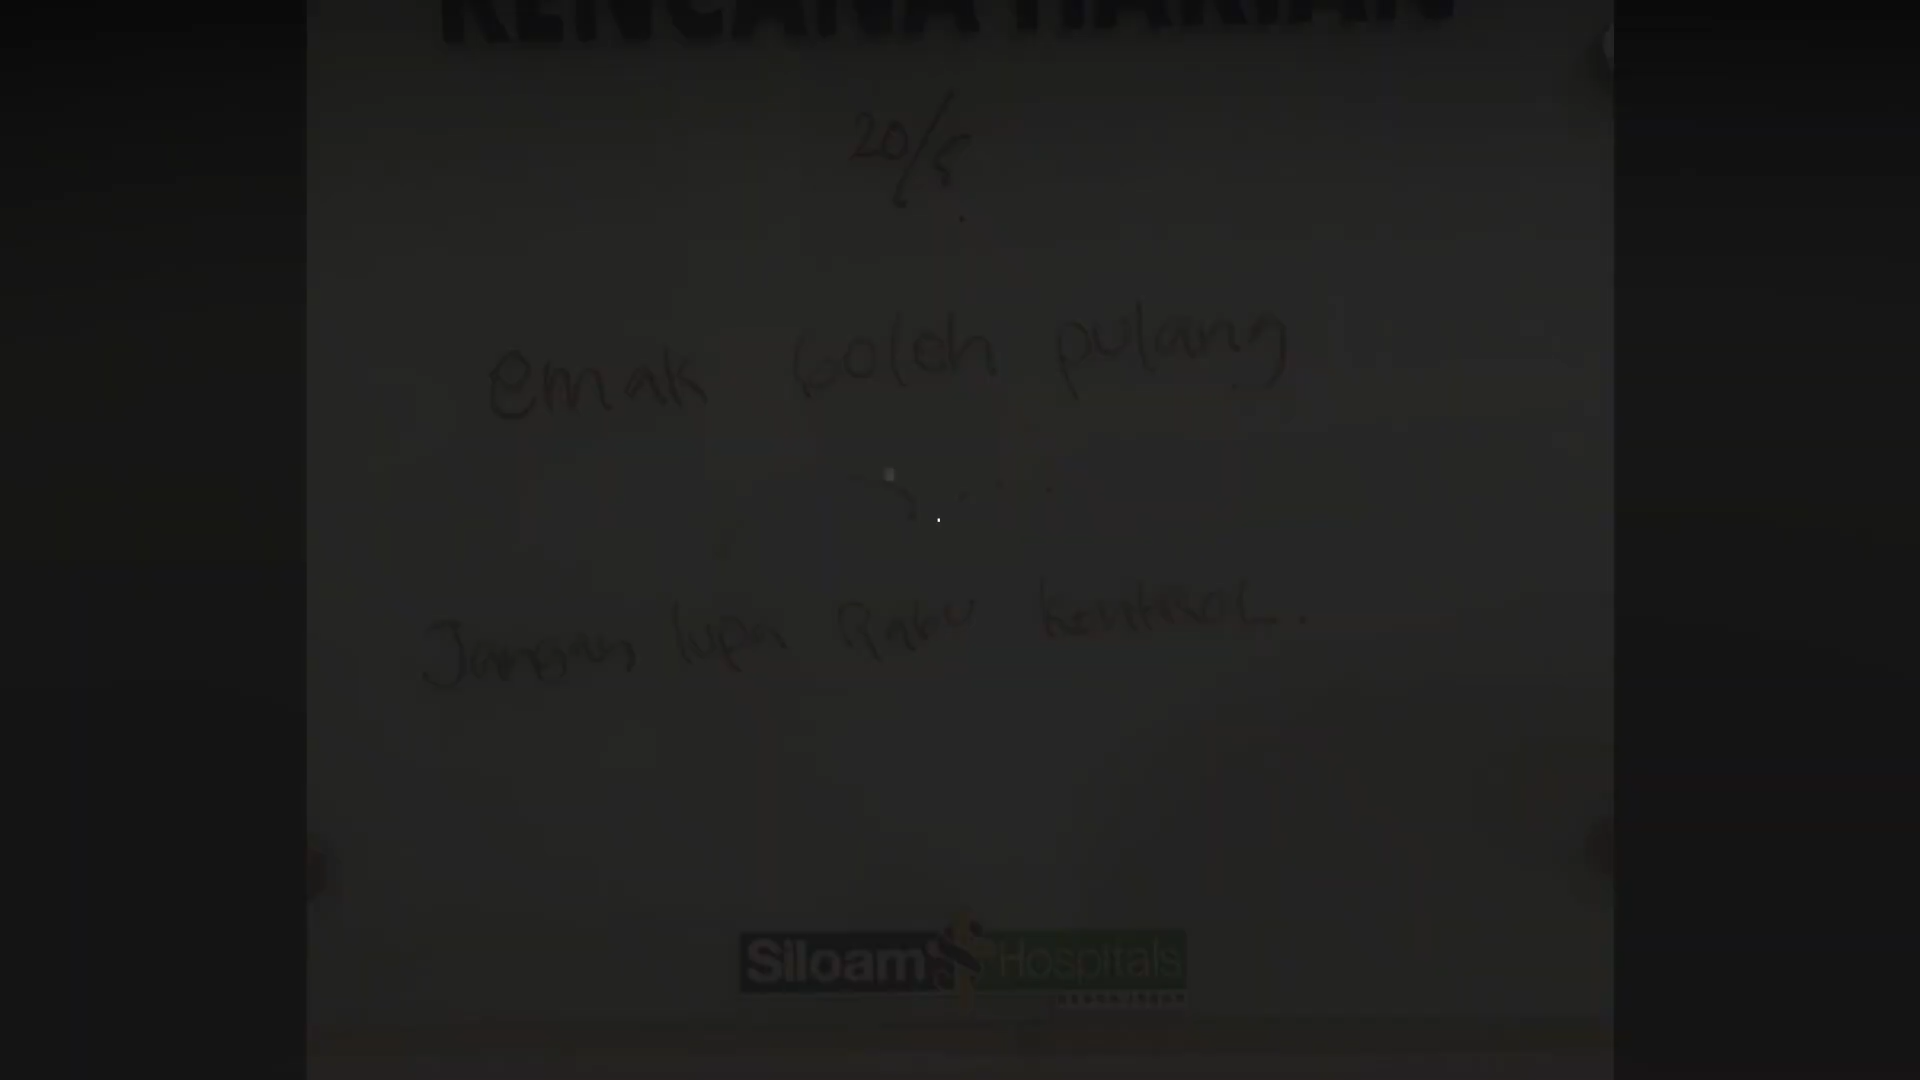 RENCANA HARIAN
20/5
emak boleh pulang
Jangan lupa Rabu kontrol.
Siloam Hospitals